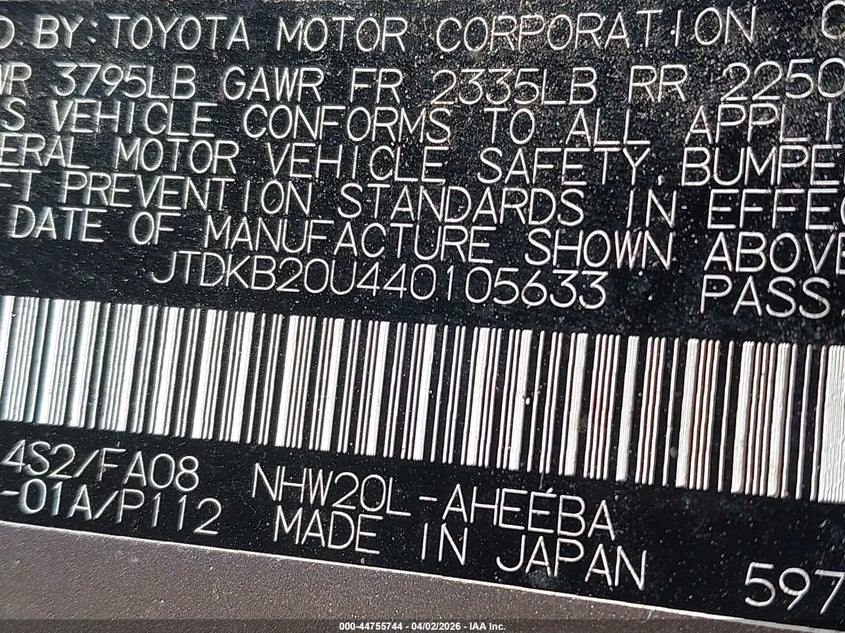 D BY: TOYOTA MOTOR CORPORATION
WR 3795LB GAWR FR 2335LB RR 2250
S VEHICLE CONFORMS TO ALL APPLI
ERAL MOTOR VEHICLE SAFETY, BUMPE
FT PREVENTION STANDARDS IN EFFEC
DATE OF MANUFACTURE SHOWN ABOVE
JTDKB20U440105633 PASS.
4S2/FA08 NHW20L-AHEEBA
-01A/P112 MADE IN JAPAN 597
000-44755744 - 04/02/2026 - IAA Inc.